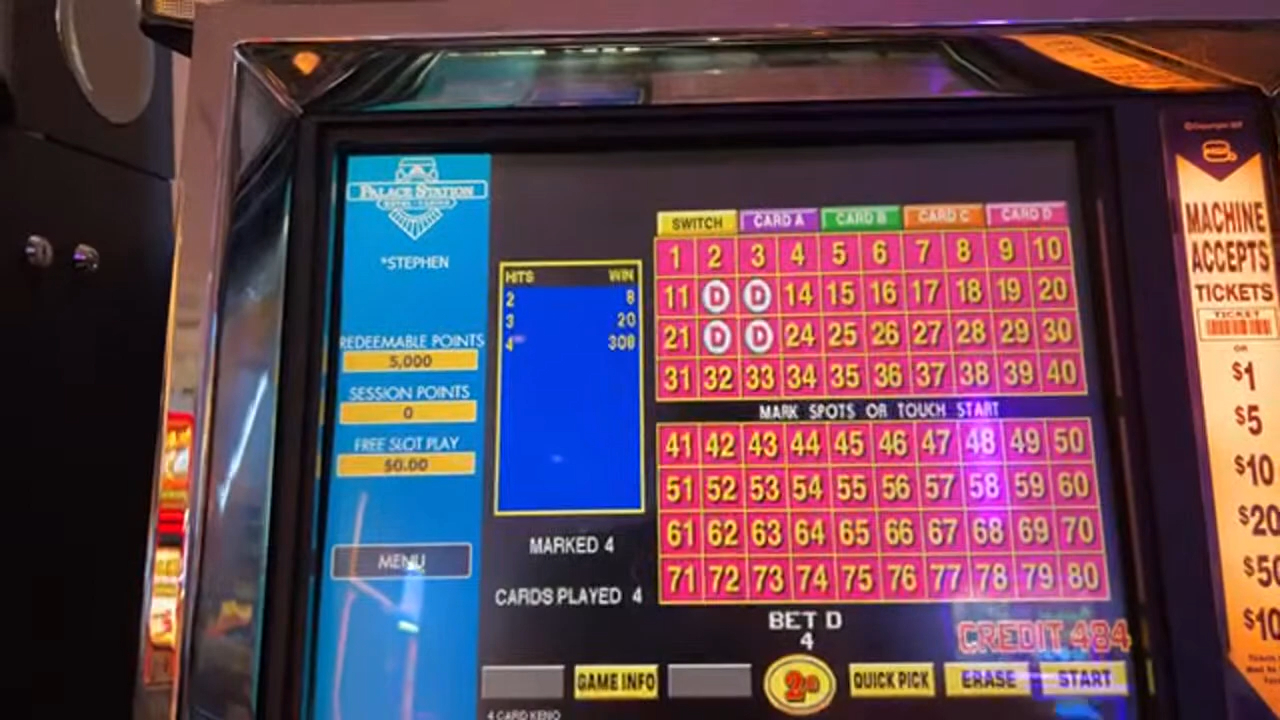 PALACE STATION
HOTEL · CASINO
*STEPHEN
REDEEMABLE POINTS
5,000
SESSION POINTS
0
FREE SLOT PLAY
$0.00
MENU
HITS WIN
2 8
3 20
4 300
MARKED 4
CARDS PLAYED 4
SWITCH CARD A CARD B CARD C CARD D
1 2 3 4 5 6 7 8 9 10
11 D D 14 15 16 17 18 19 20
21 D D 24 25 26 27 28 29 30
31 32 33 34 35 36 37 38 39 40
MARK SPOTS OR TOUCH START
41 42 43 44 45 46 47 48 49 50
51 52 53 54 55 56 57 58 59 60
61 62 63 64 65 66 67 68 69 70
71 72 73 74 75 76 77 78 79 80
BET D
4
CREDIT 484
GAME INFO
QUICK PICK
ERASE
START
4 CARD KENO
MACHINE
ACCEPTS
TICKETS
TICKET
OR
$1
$5
$10
$20